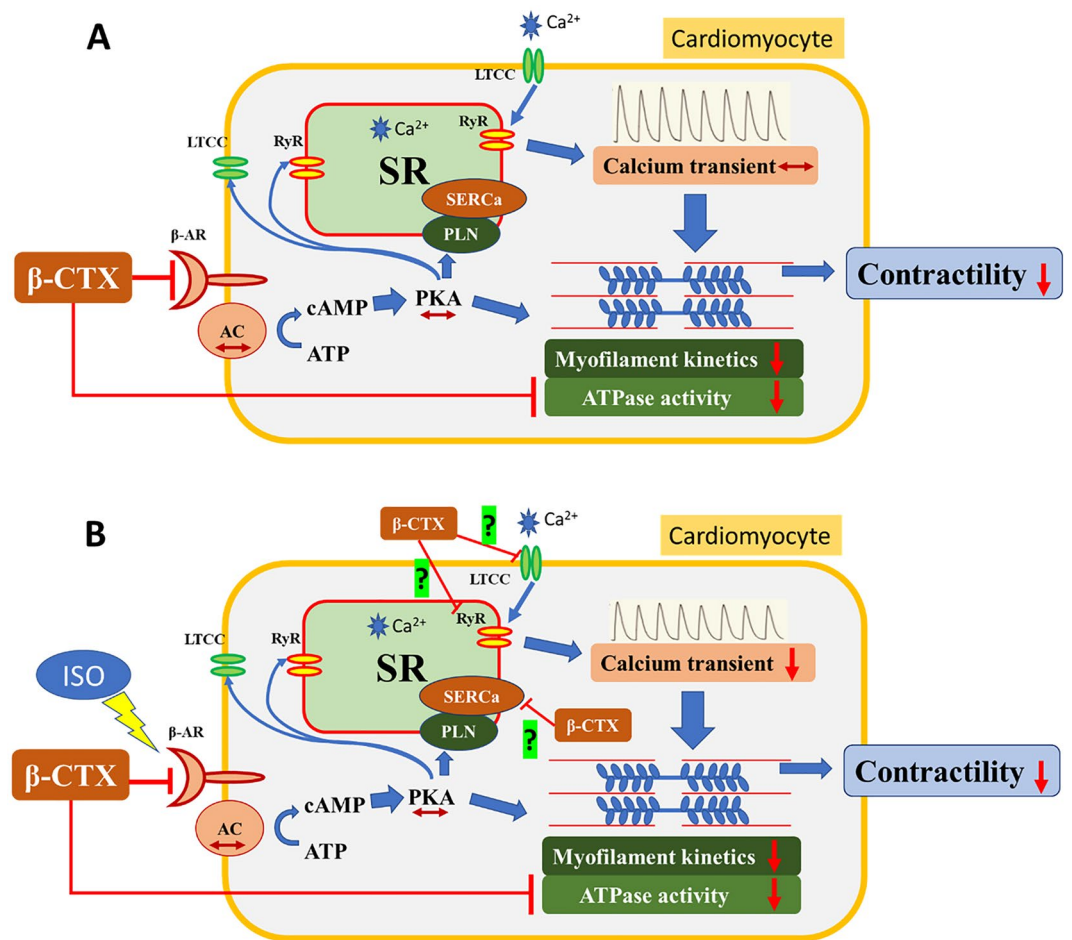 A
Ca²⁺
Cardiomyocyte
LTCC
LTCC
RyR
Ca²⁺
RyR
SR
Calcium transient
SERCa
PLN
β-AR
β-CTX
Contractility
cAMP
PKA
AC
ATP
Myofilament kinetics
ATPase activity
B
β-CTX
?
Ca²⁺
Cardiomyocyte
?
LTCC
LTCC
RyR
Ca²⁺
RyR
SR
Calcium transient
ISO
SERCa
β-CTX
PLN
?
β-AR
β-CTX
Contractility
cAMP
PKA
AC
ATP
Myofilament kinetics
ATPase activity